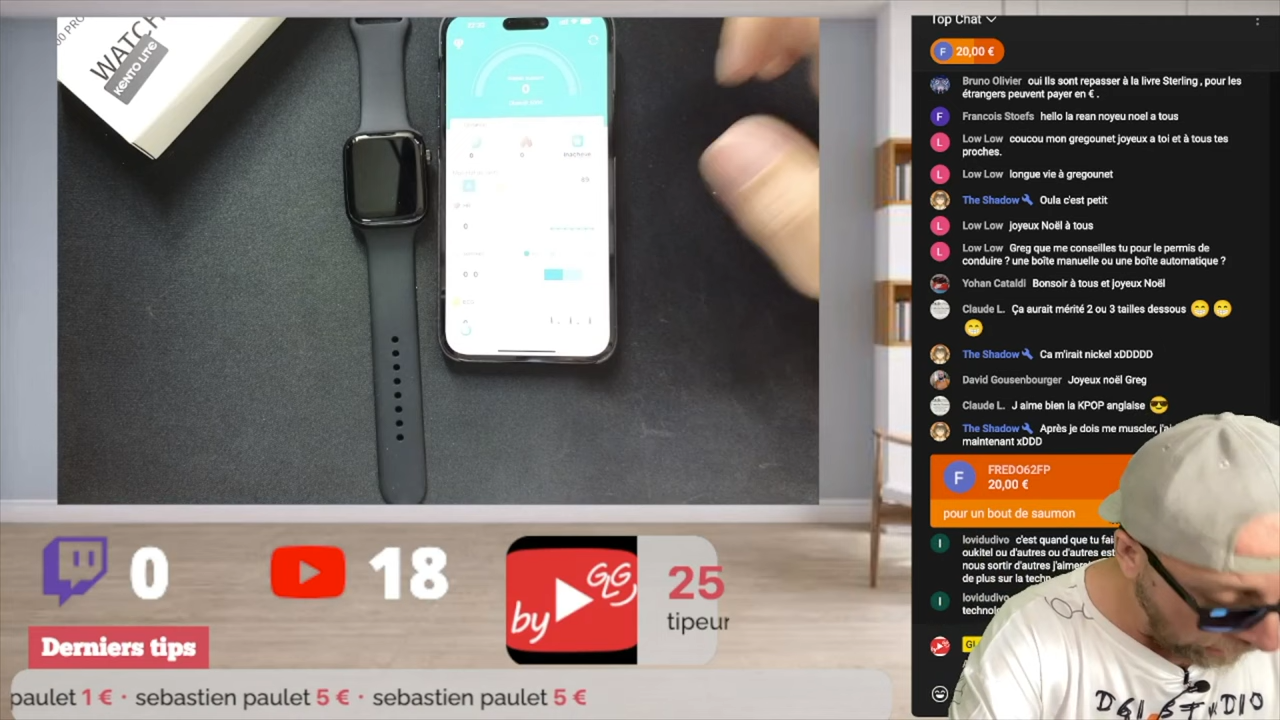 00 PRO
WATCH
KENTO LITE
0
18
by GLG
25
tipeur
Derniers tips
paulet 1 € · sebastien paulet 5 € · sebastien paulet 5 €
Top Chat
F 20,00 €
Bruno Olivier oui Ils sont repasser à la livre Sterling , pour les
étrangers peuvent payer en € .
F Francois Stoefs hello la rean noyeu noel a tous
L Low Low coucou mon gregounet joyeux a toi et à tous tes
proches.
L Low Low longue vie à gregounet
The Shadow Oula c'est petit
L Low Low joyeux Noël à tous
L Low Low Greg que me conseilles tu pour le permis de
conduire ? une boîte manuelle ou une boîte automatique ?
Yohan Cataldi Bonsoir à tous et joyeux Noël
Claude L. Ça aurait mérité 2 ou 3 tailles dessous
The Shadow Ca m'irait nickel xDDDDD
David Gousenbourger Joyeux noël Greg
Claude L. J aime bien la KPOP anglaise
The Shadow Après je dois me muscler, j'ai
maintenant xDDD
F FREDO62FP
20,00 €
pour un bout de saumon
I lovidudivo c'est quand que tu fai
oukitel ou d'autres ou d'autres est
nous sortir d'autres j'aimerai
de plus sur la techn
I lovidudivo
technolo